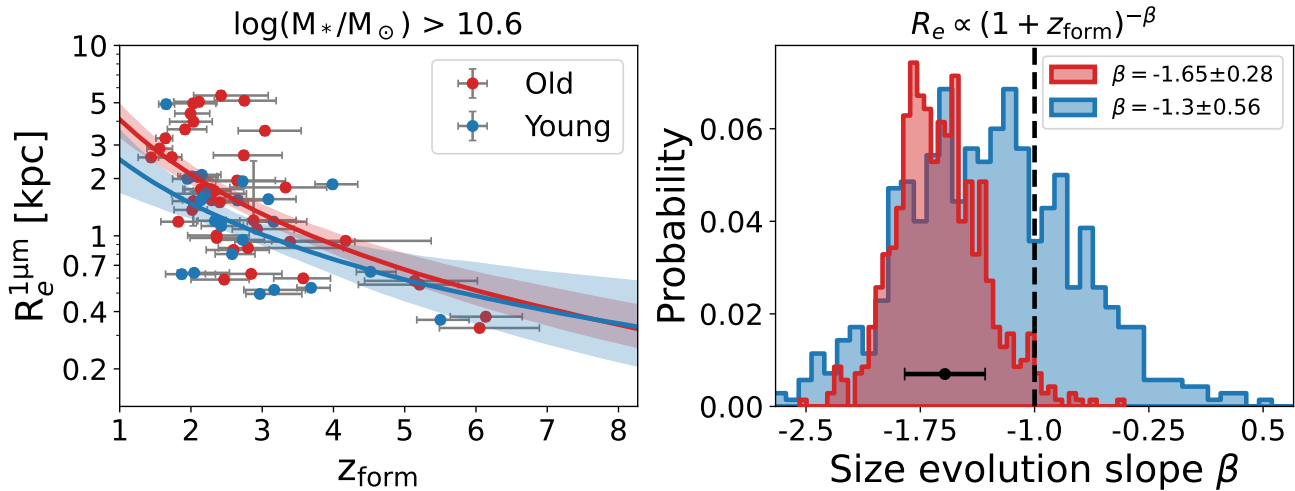 log(M∗/M⊙) > 10.6
R_e^{1μm} [kpc]
10
5
3
2
1
0.7
0.4
0.2
Old
Young
1 2 3 4 5 6 7 8
z_form
R_e ∝ (1 + z_form)^{−β}
Probability
0.06
0.04
0.02
0.00
β = -1.65±0.28
β = -1.3±0.56
-2.5 -1.75 -1.0 -0.25 0.5
Size evolution slope β